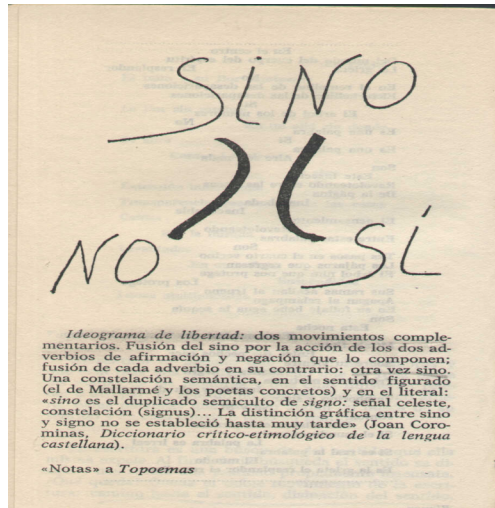 SiNO
NO SÍ
Ideograma de libertad: dos movimientos comple-
mentarios. Fusión del sino por la acción de los dos ad-
verbios de afirmación y negación que lo componen;
fusión de cada adverbio en su contrario: otra vez sino.
Una constelación semántica, en el sentido figurado
(el de Mallarmé y los poetas concretos) y en el literal:
«sino es el duplicado semiculto de signo: señal celeste,
constelación (signus)... La distinción gráfica entre sino
y signo no se estableció hasta muy tarde» (Joan Coro-
minas, Diccionario crítico-etimológico de la lengua
castellana).
«Notas» a Topoemas